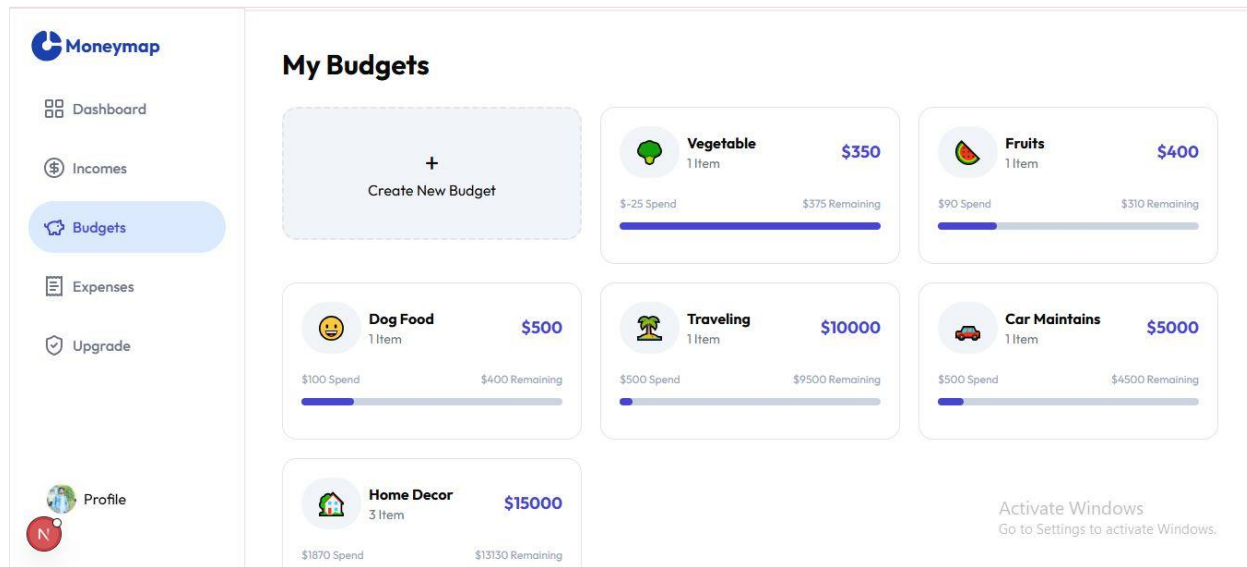 Moneymap
Dashboard
Incomes
Budgets
Expenses
Upgrade
Profile
N
My Budgets
+
Create New Budget
Vegetable
1 Item
$350
$-25 Spend
$375 Remaining
Fruits
1 Item
$400
$90 Spend
$310 Remaining
Dog Food
1 Item
$500
$100 Spend
$400 Remaining
Traveling
1 Item
$10000
$500 Spend
$9500 Remaining
Car Maintains
1 Item
$5000
$500 Spend
$4500 Remaining
Home Decor
3 Item
$15000
$1870 Spend
$13130 Remaining
Activate Windows
Go to Settings to activate Windows.